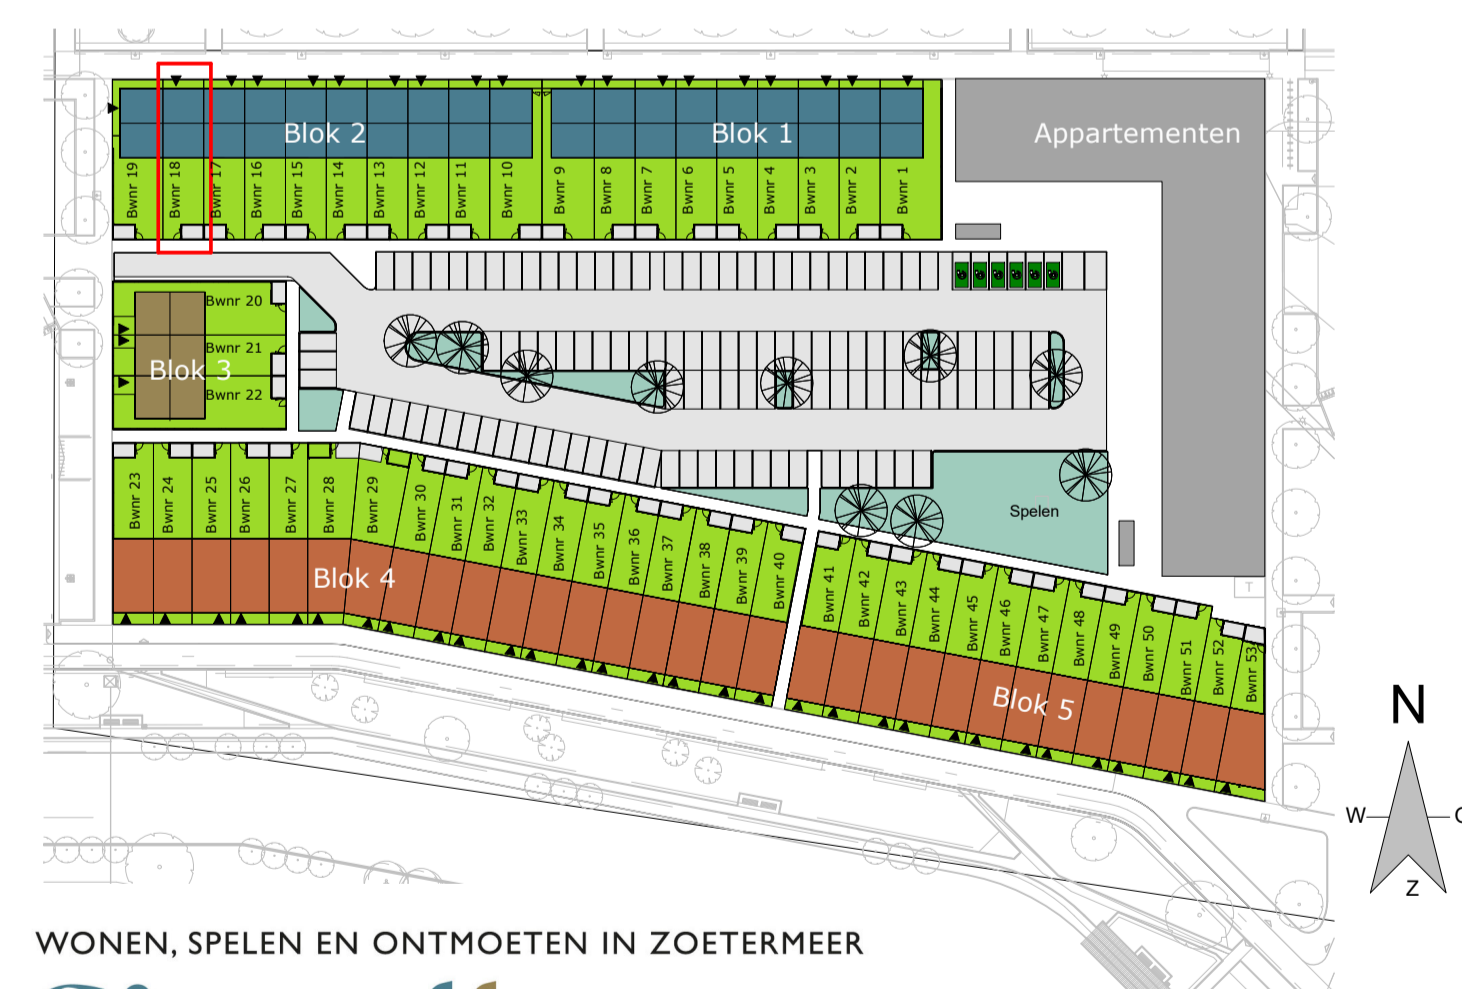 Blok 2
Blok 1
Appartementen
Bwnr 19
Bwnr 18
Bwnr 17
Bwnr 16
Bwnr 15
Bwnr 14
Bwnr 13
Bwnr 12
Bwnr 11
Bwnr 10
Bwnr 9
Bwnr 8
Bwnr 7
Bwnr 6
Bwnr 5
Bwnr 4
Bwnr 3
Bwnr 2
Bwnr 1
Bwnr 20
Bwnr 21
Blok 3
Bwnr 22
Bwnr 23
Bwnr 24
Bwnr 25
Bwnr 26
Bwnr 27
Bwnr 28
Bwnr 29
Bwnr 30
Bwnr 31
Bwnr 32
Bwnr 33
Bwnr 34
Bwnr 35
Bwnr 36
Bwnr 37
Bwnr 38
Bwnr 39
Bwnr 40
Spelen
Bwnr 41
Bwnr 42
Bwnr 43
Bwnr 44
Bwnr 45
Bwnr 46
Bwnr 47
Bwnr 48
Bwnr 49
Bwnr 50
Bwnr 51
Bwnr 52
Bwnr 53
T
Blok 4
Blok 5
N
W
Z
WONEN, SPELEN EN ONTMOETEN IN ZOETERMEER